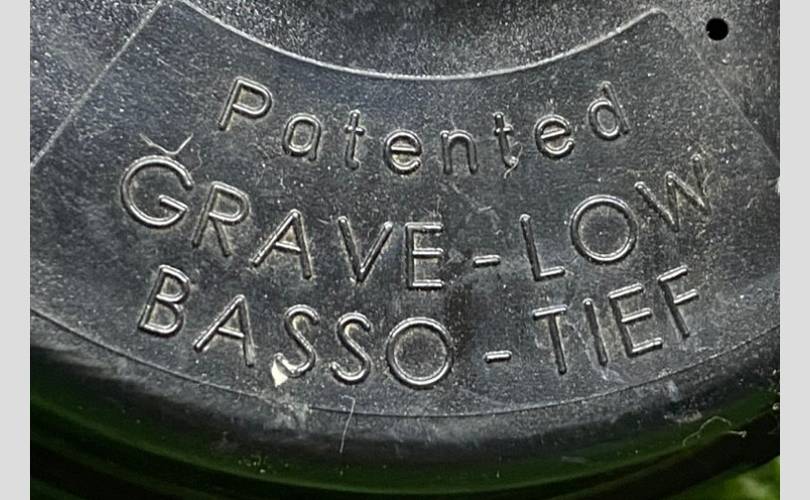 Patented
GRAVE-LOW
BASSO-TIEF